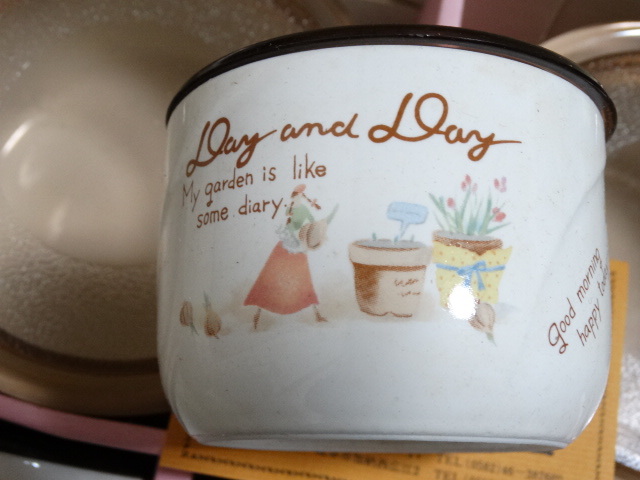 Day and Day
My garden is like
some diary.
Good morning
happy